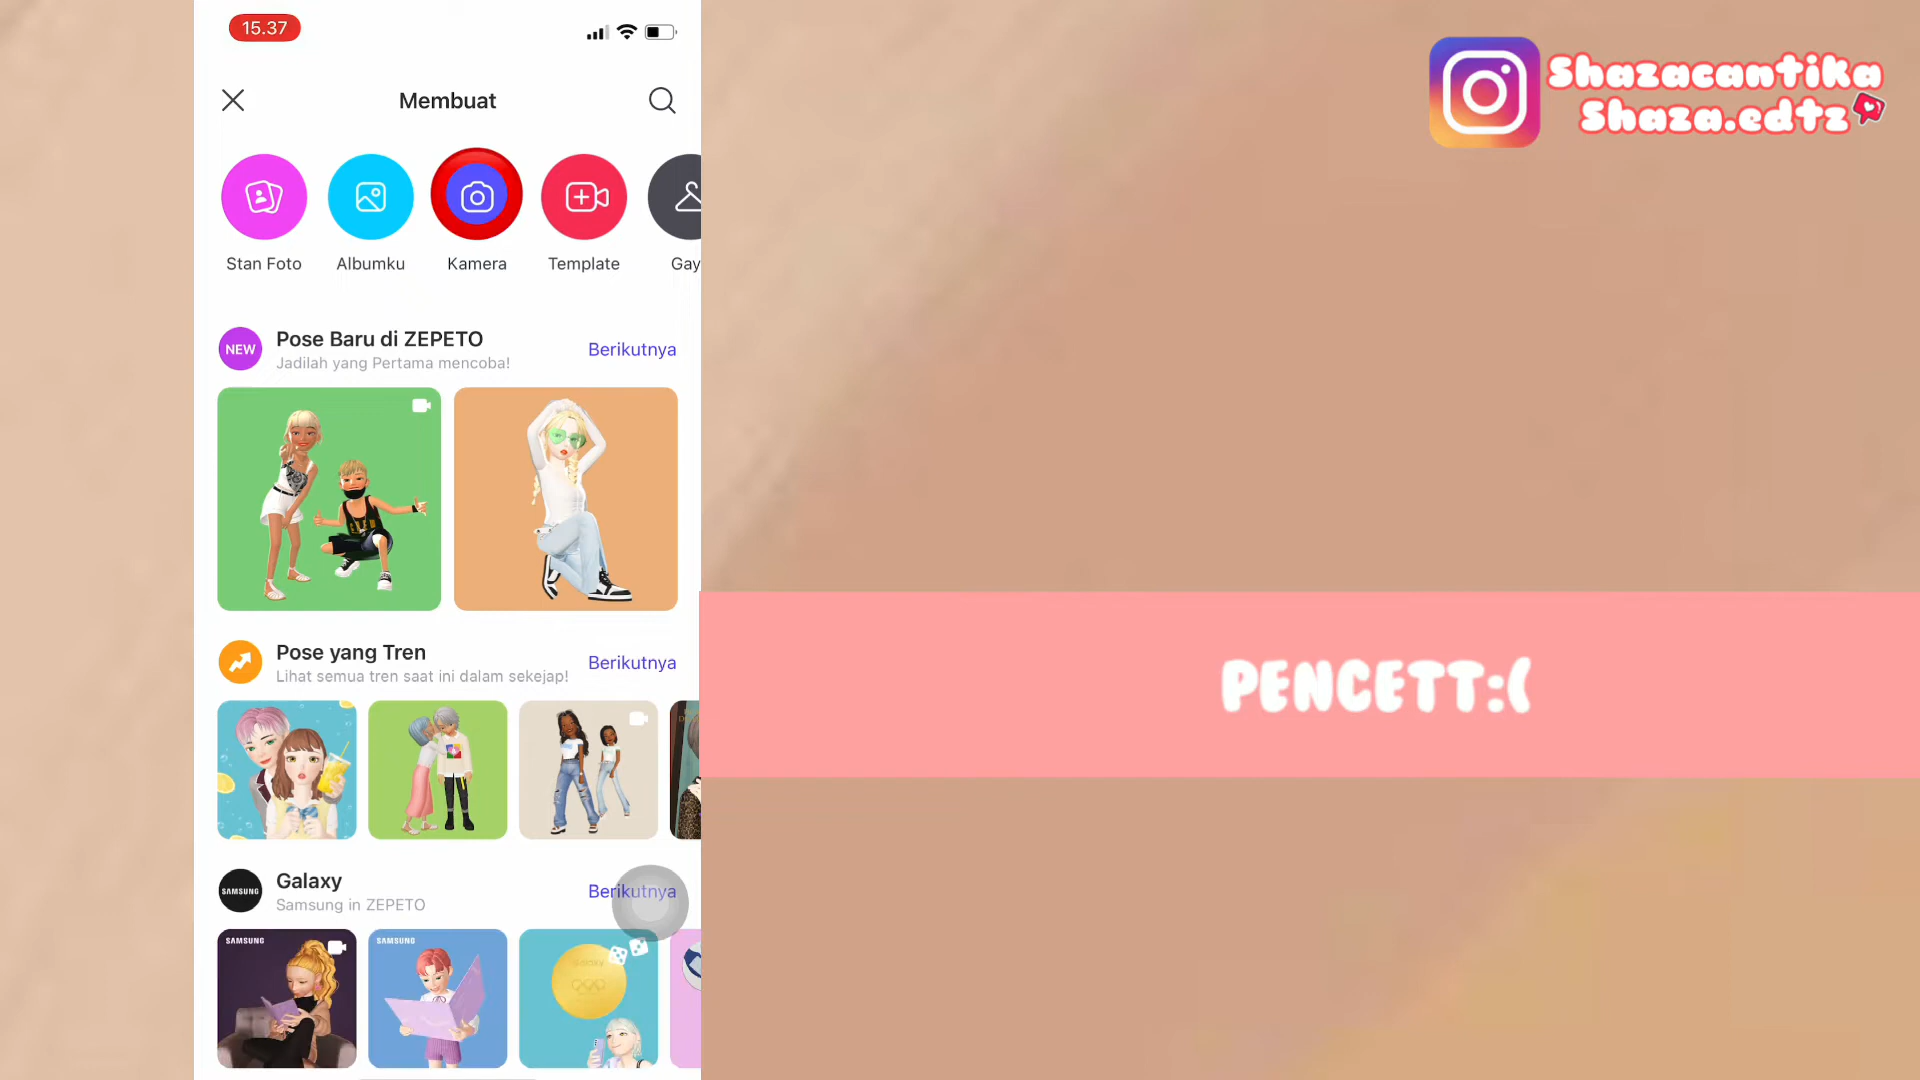 15.37
Membuat
Stan Foto
Albumku
Kamera
Template
Gay
NEW
Pose Baru di ZEPETO
Jadilah yang Pertama mencoba!
Berikutnya
Pose yang Tren
Lihat semua tren saat ini dalam sekejap!
Berikutnya
SAMSUNG
Galaxy
Samsung in ZEPETO
Berikutnya
SAMSUNG
SAMSUNG
Shazacantika
Shaza.edtz
PENCETT:(